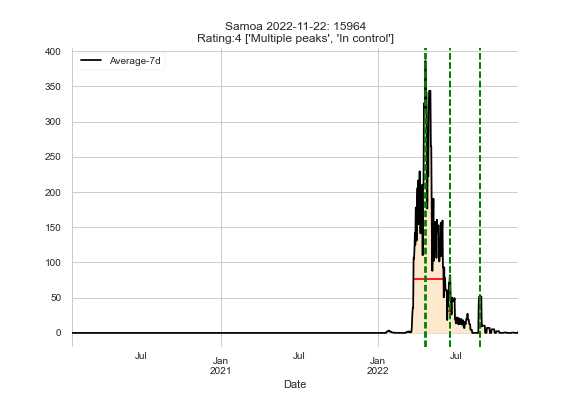 Samoa 2022-11-22: 15964
Rating:4 ['Multiple peaks', 'In control']
400
Average-7d
350
300
250
200
150
100
50
0
Jul
Jan
2021
Jul
Jan
2022
Jul
Date